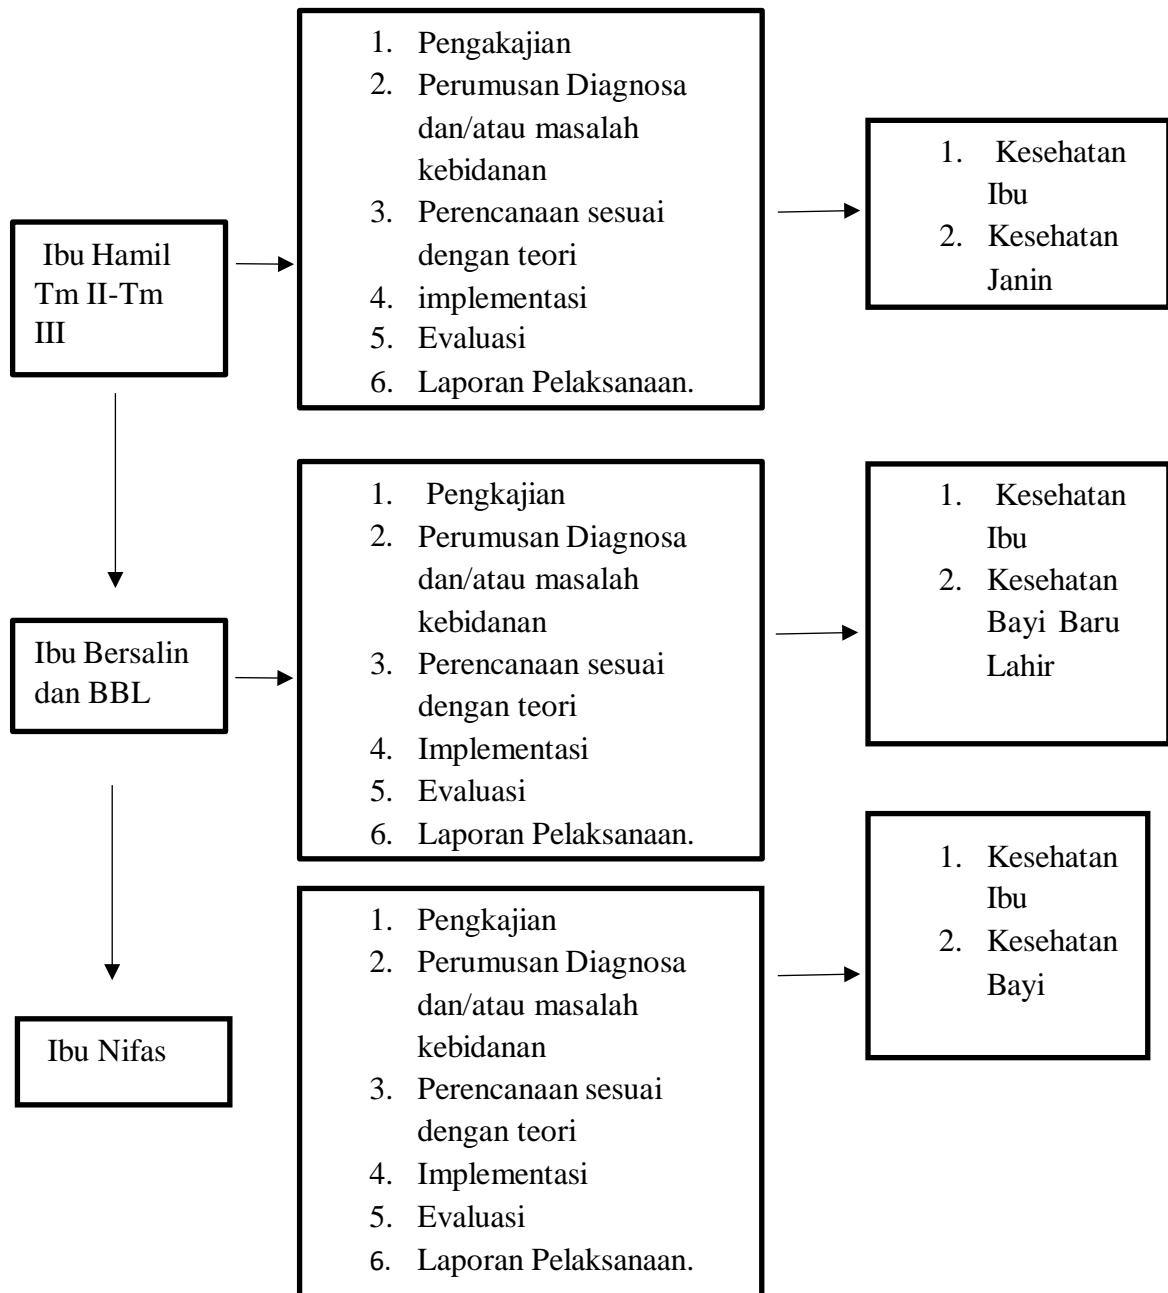 Ibu Hamil
Tm II-Tm
III
1. Pengakajian
2. Perumusan Diagnosa
dan/atau masalah
kebidanan
3. Perencanaan sesuai
dengan teori
4. implementasi
5. Evaluasi
6. Laporan Pelaksanaan.
1. Kesehatan
Ibu
2. Kesehatan
Janin
Ibu Bersalin
dan BBL
1. Pengkajian
2. Perumusan Diagnosa
dan/atau masalah
kebidanan
3. Perencanaan sesuai
dengan teori
4. Implementasi
5. Evaluasi
6. Laporan Pelaksanaan.
1. Kesehatan
Ibu
2. Kesehatan
Bayi Baru
Lahir
Ibu Nifas
1. Pengkajian
2. Perumusan Diagnosa
dan/atau masalah
kebidanan
3. Perencanaan sesuai
dengan teori
4. Implementasi
5. Evaluasi
6. Laporan Pelaksanaan.
1. Kesehatan
Ibu
2. Kesehatan
Bayi